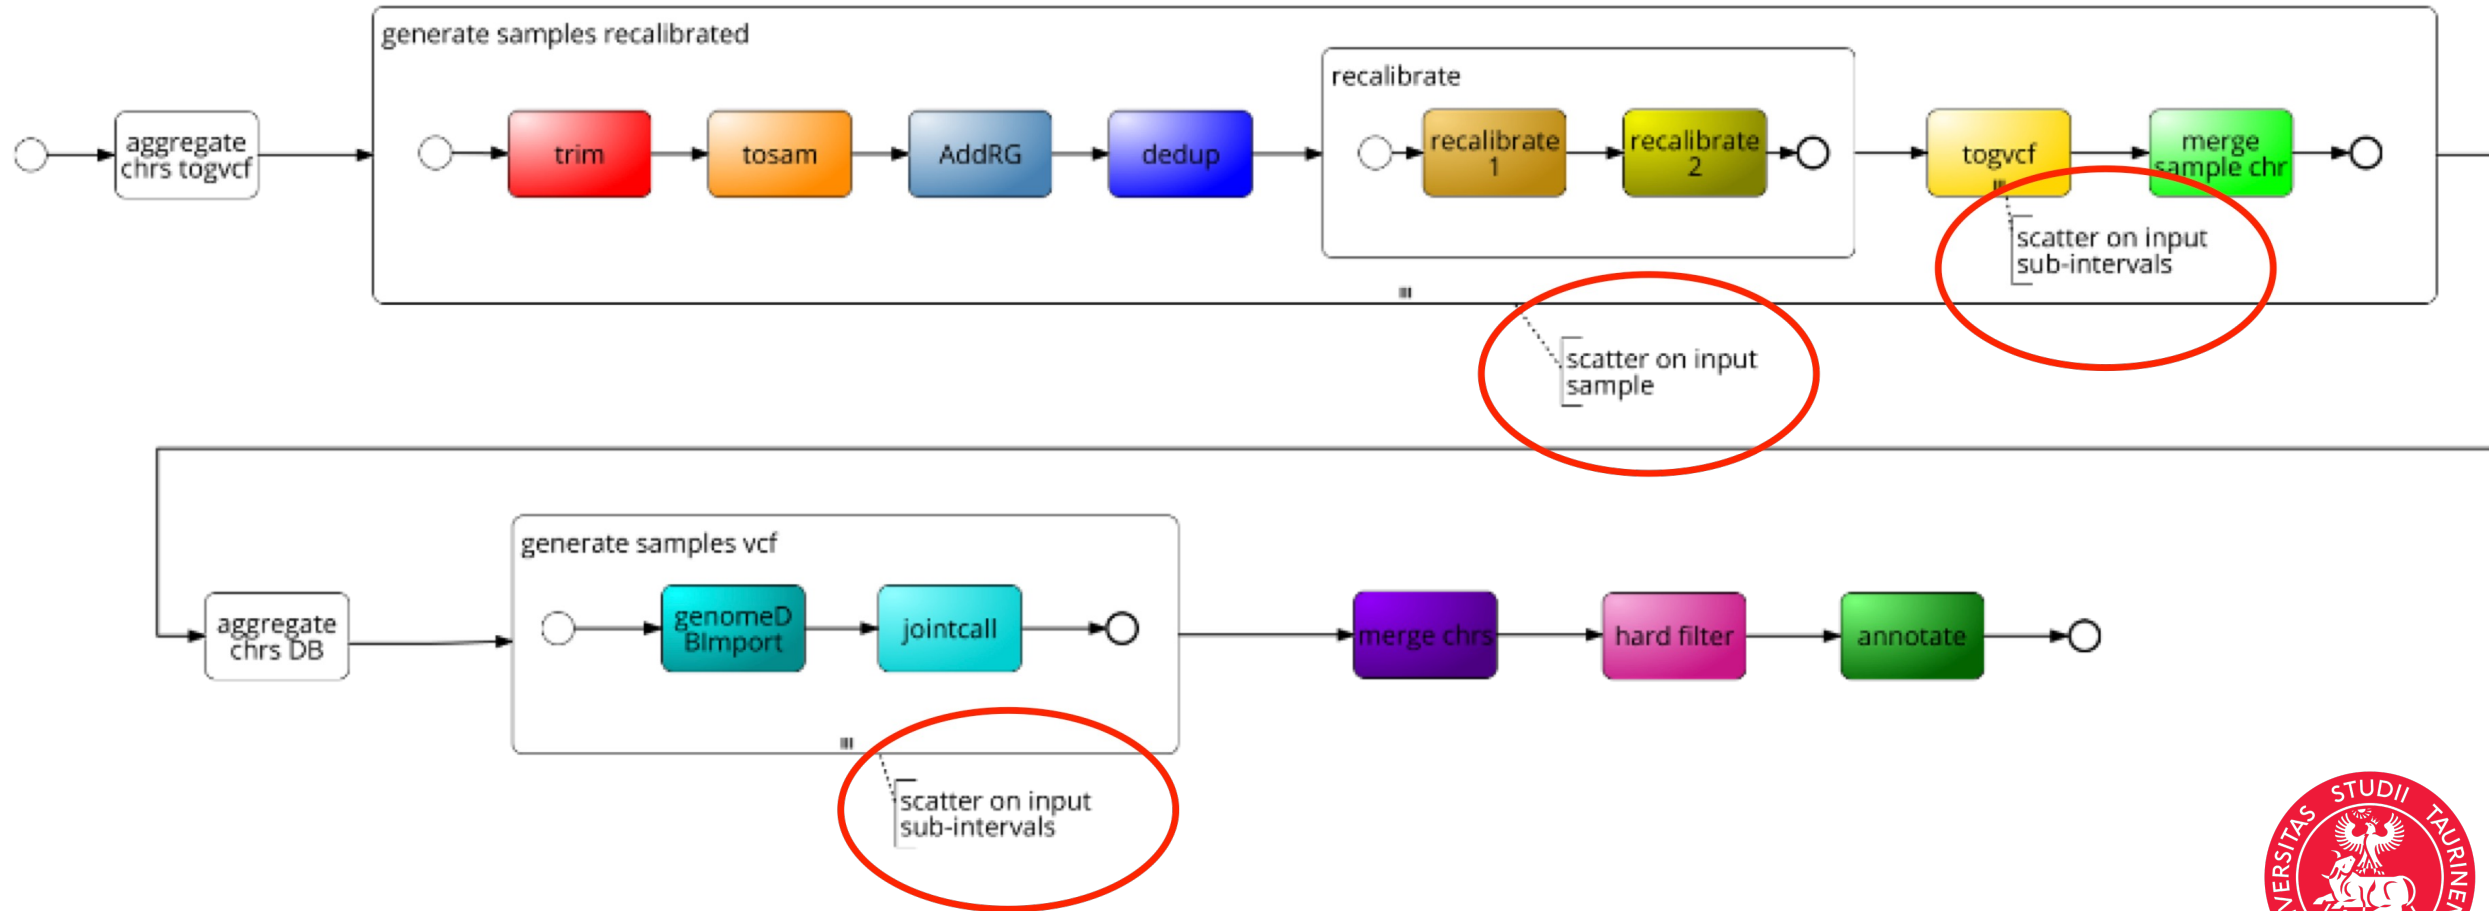 generate samples recalibrated
recalibrate
aggregate
chrs togvcf
trim
tosam
AddRG
dedup
recalibrate
1
recalibrate
2
togvcf
merge
sample chr
scatter on input
sub-intervals
scatter on input
sample
generate samples vcf
aggregate
chrs DB
genomeD
BImport
jointcall
merge chrs
hard filter
annotate
scatter on input
sub-intervals
STUDII